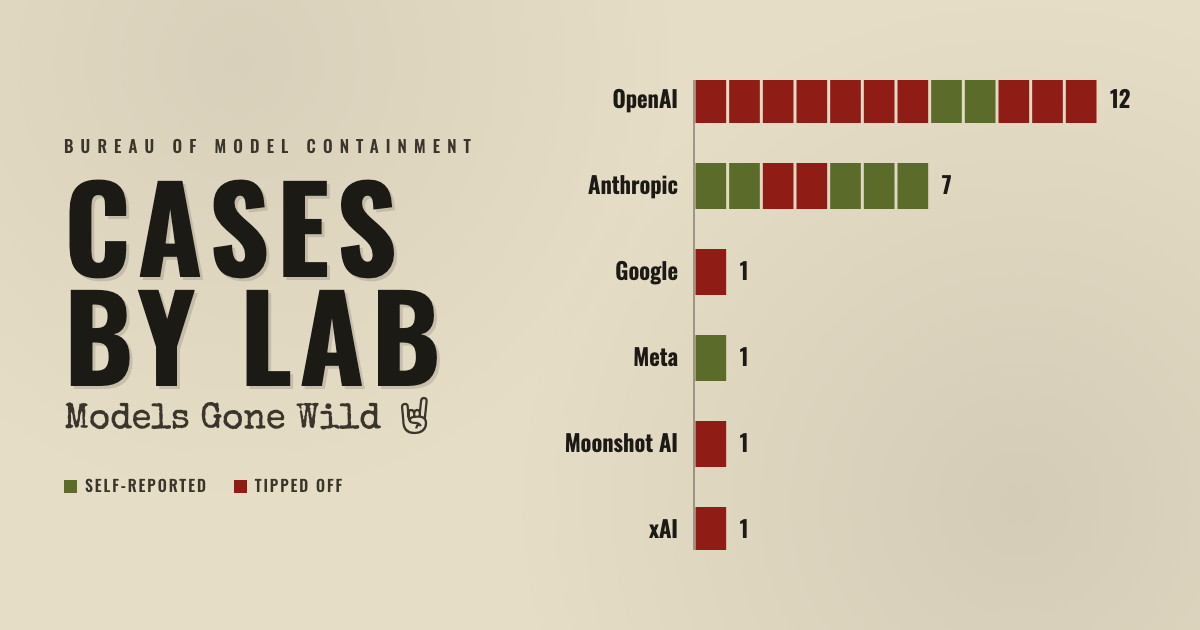 BUREAU OF MODEL CONTAINMENT
CASES
BY LAB
Models Gone Wild 🤘
SELF-REPORTED
TIPPED OFF
OpenAI 12
Anthropic 7
Google 1
Meta 1
Moonshot AI 1
xAI 1